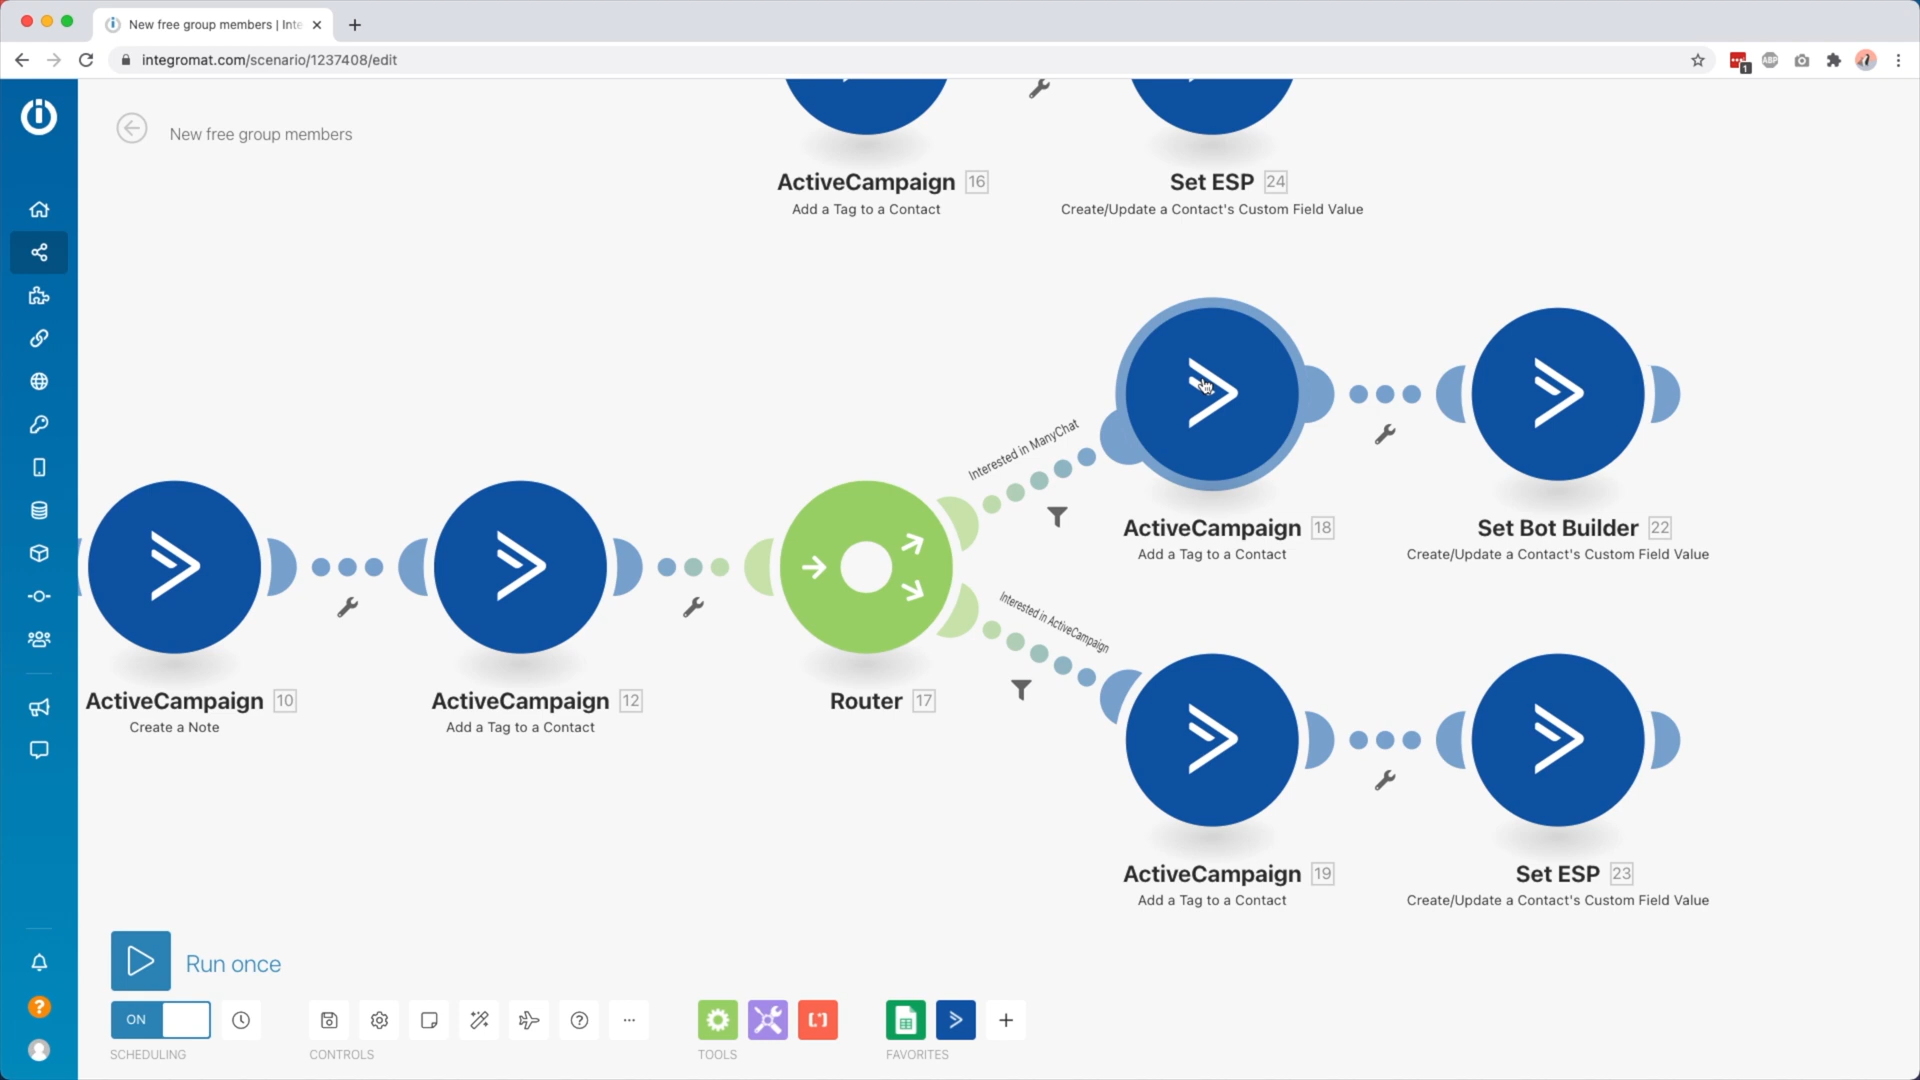 New free group members | Inte
integromat.com/scenario/1237408/edit
1
ABP
New free group members
ActiveCampaign 16
Add a Tag to a Contact
Set ESP 24
Create/Update a Contact's Custom Field Value
Interested in ManyChat
ActiveCampaign 18
Add a Tag to a Contact
Set Bot Builder 22
Create/Update a Contact's Custom Field Value
Interested in ActiveCampaign
ActiveCampaign 10
Create a Note
ActiveCampaign 12
Add a Tag to a Contact
Router 17
ActiveCampaign 19
Add a Tag to a Contact
Set ESP 23
Create/Update a Contact's Custom Field Value
Run once
ON
SCHEDULING
CONTROLS
TOOLS
FAVORITES